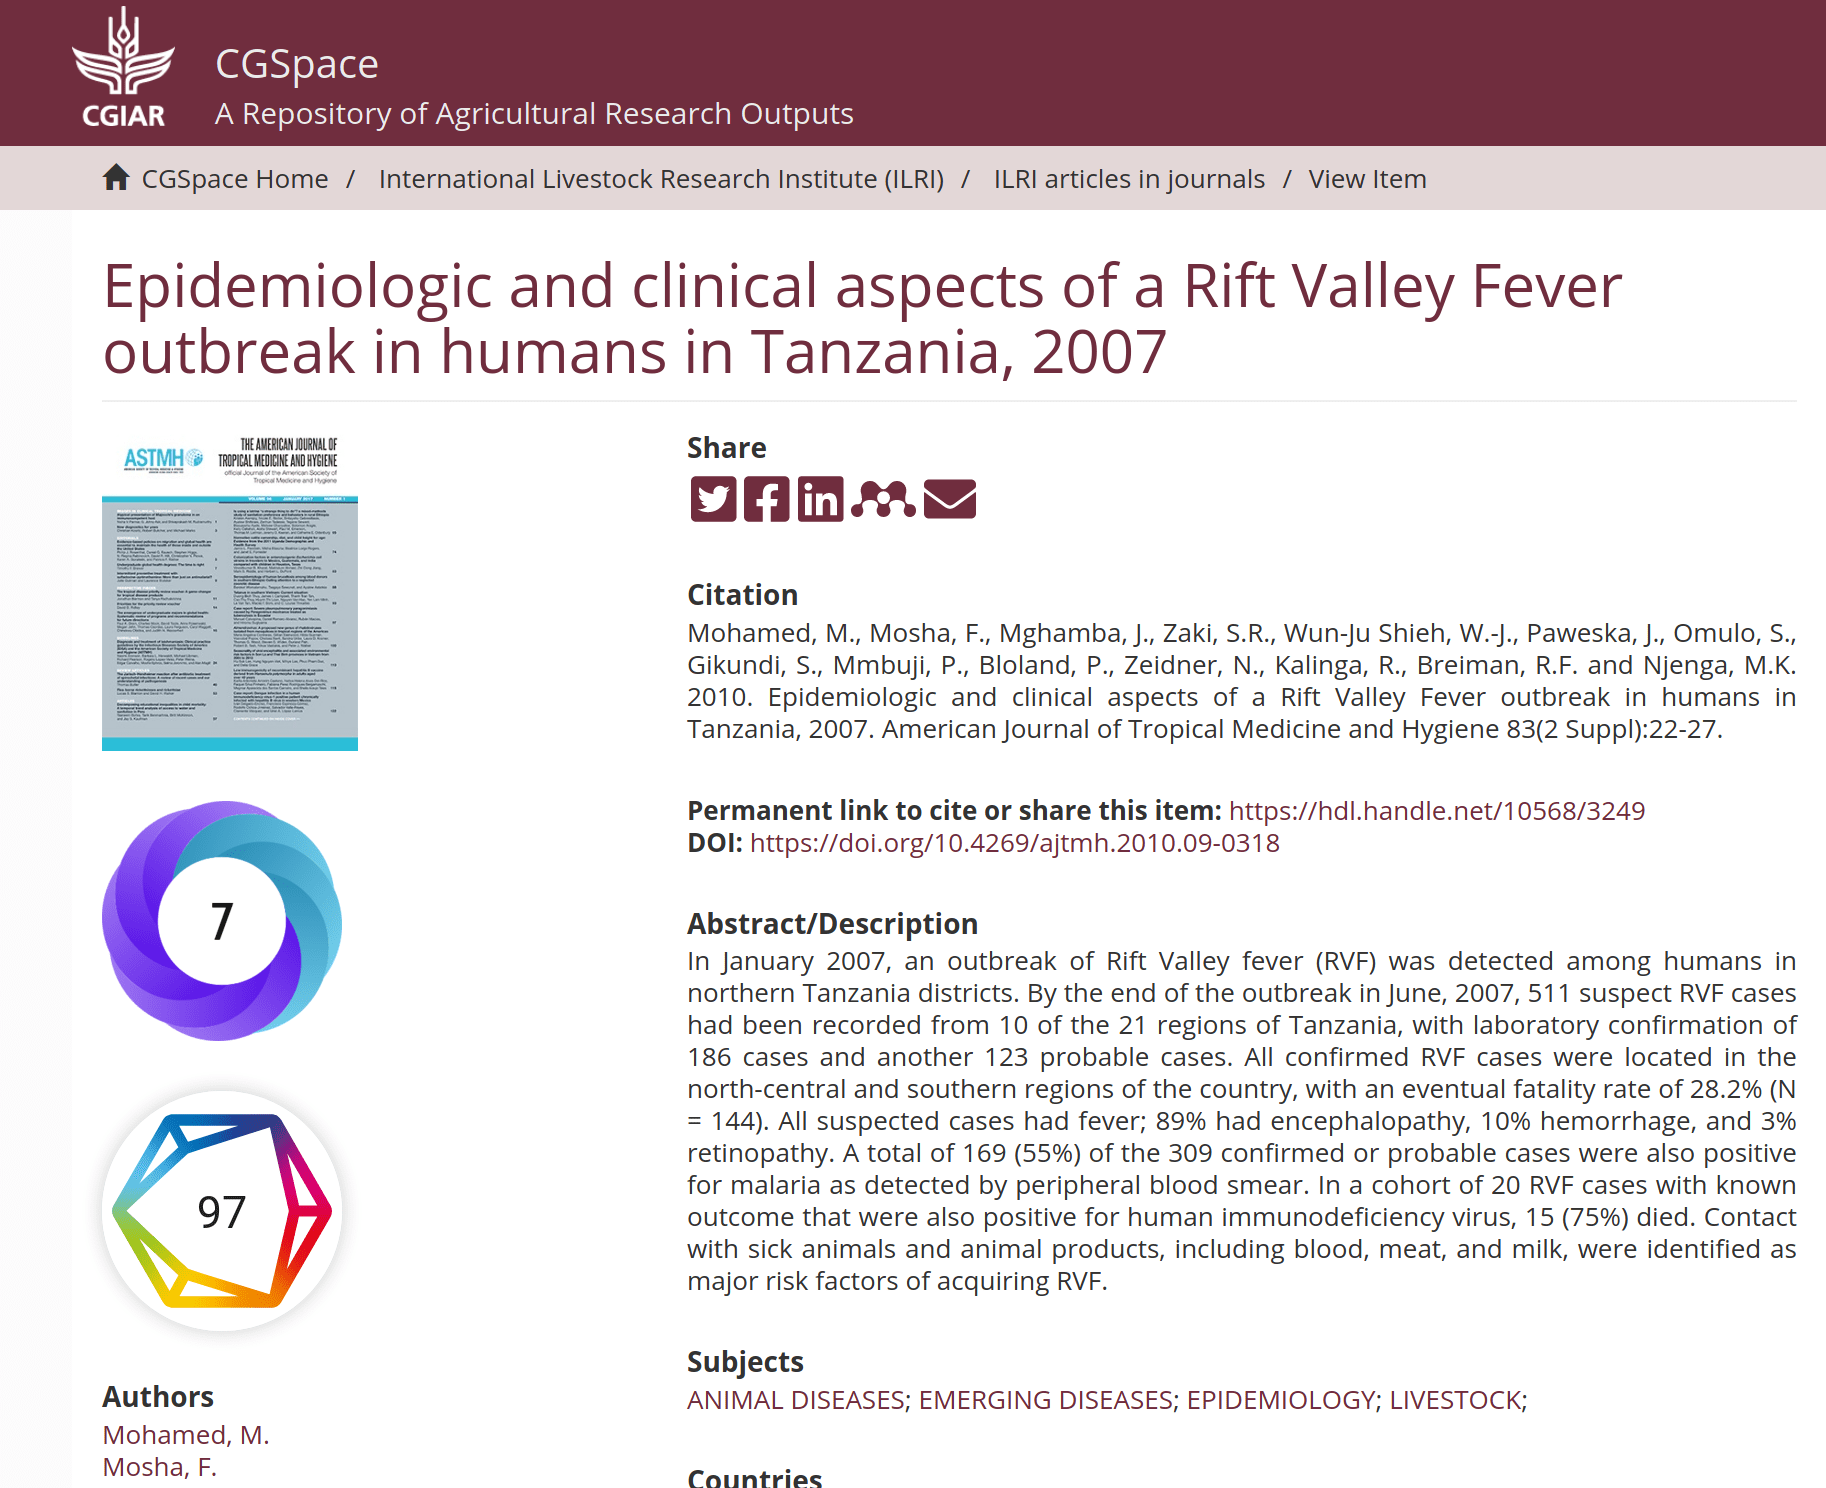 CGIAR
CGSpace
A Repository of Agricultural Research Outputs
CGSpace Home / International Livestock Research Institute (ILRI) / ILRI articles in journals / View Item
Epidemiologic and clinical aspects of a Rift Valley Fever
outbreak in humans in Tanzania, 2007
ASTMH
THE AMERICAN JOURNAL OF
TROPICAL MEDICINE AND HYGIENE
official Journal of the American Society of
Tropical Medicine and Hygiene
7
97
Authors
Mohamed, M.
Mosha, F.
Share
Citation
Mohamed, M., Mosha, F., Mghamba, J., Zaki, S.R., Wun-Ju Shieh, W.-J., Paweska, J., Omulo, S.,
Gikundi, S., Mmbuji, P., Bloland, P., Zeidner, N., Kalinga, R., Breiman, R.F. and Njenga, M.K.
2010. Epidemiologic and clinical aspects of a Rift Valley Fever outbreak in humans in
Tanzania, 2007. American Journal of Tropical Medicine and Hygiene 83(2 Suppl):22-27.
Permanent link to cite or share this item: https://hdl.handle.net/10568/3249
DOI: https://doi.org/10.4269/ajtmh.2010.09-0318
Abstract/Description
In January 2007, an outbreak of Rift Valley fever (RVF) was detected among humans in
northern Tanzania districts. By the end of the outbreak in June, 2007, 511 suspect RVF cases
had been recorded from 10 of the 21 regions of Tanzania, with laboratory confirmation of
186 cases and another 123 probable cases. All confirmed RVF cases were located in the
north-central and southern regions of the country, with an eventual fatality rate of 28.2% (N
= 144). All suspected cases had fever; 89% had encephalopathy, 10% hemorrhage, and 3%
retinopathy. A total of 169 (55%) of the 309 confirmed or probable cases were also positive
for malaria as detected by peripheral blood smear. In a cohort of 20 RVF cases with known
outcome that were also positive for human immunodeficiency virus, 15 (75%) died. Contact
with sick animals and animal products, including blood, meat, and milk, were identified as
major risk factors of acquiring RVF.
Subjects
ANIMAL DISEASES; EMERGING DISEASES; EPIDEMIOLOGY; LIVESTOCK;
Countries